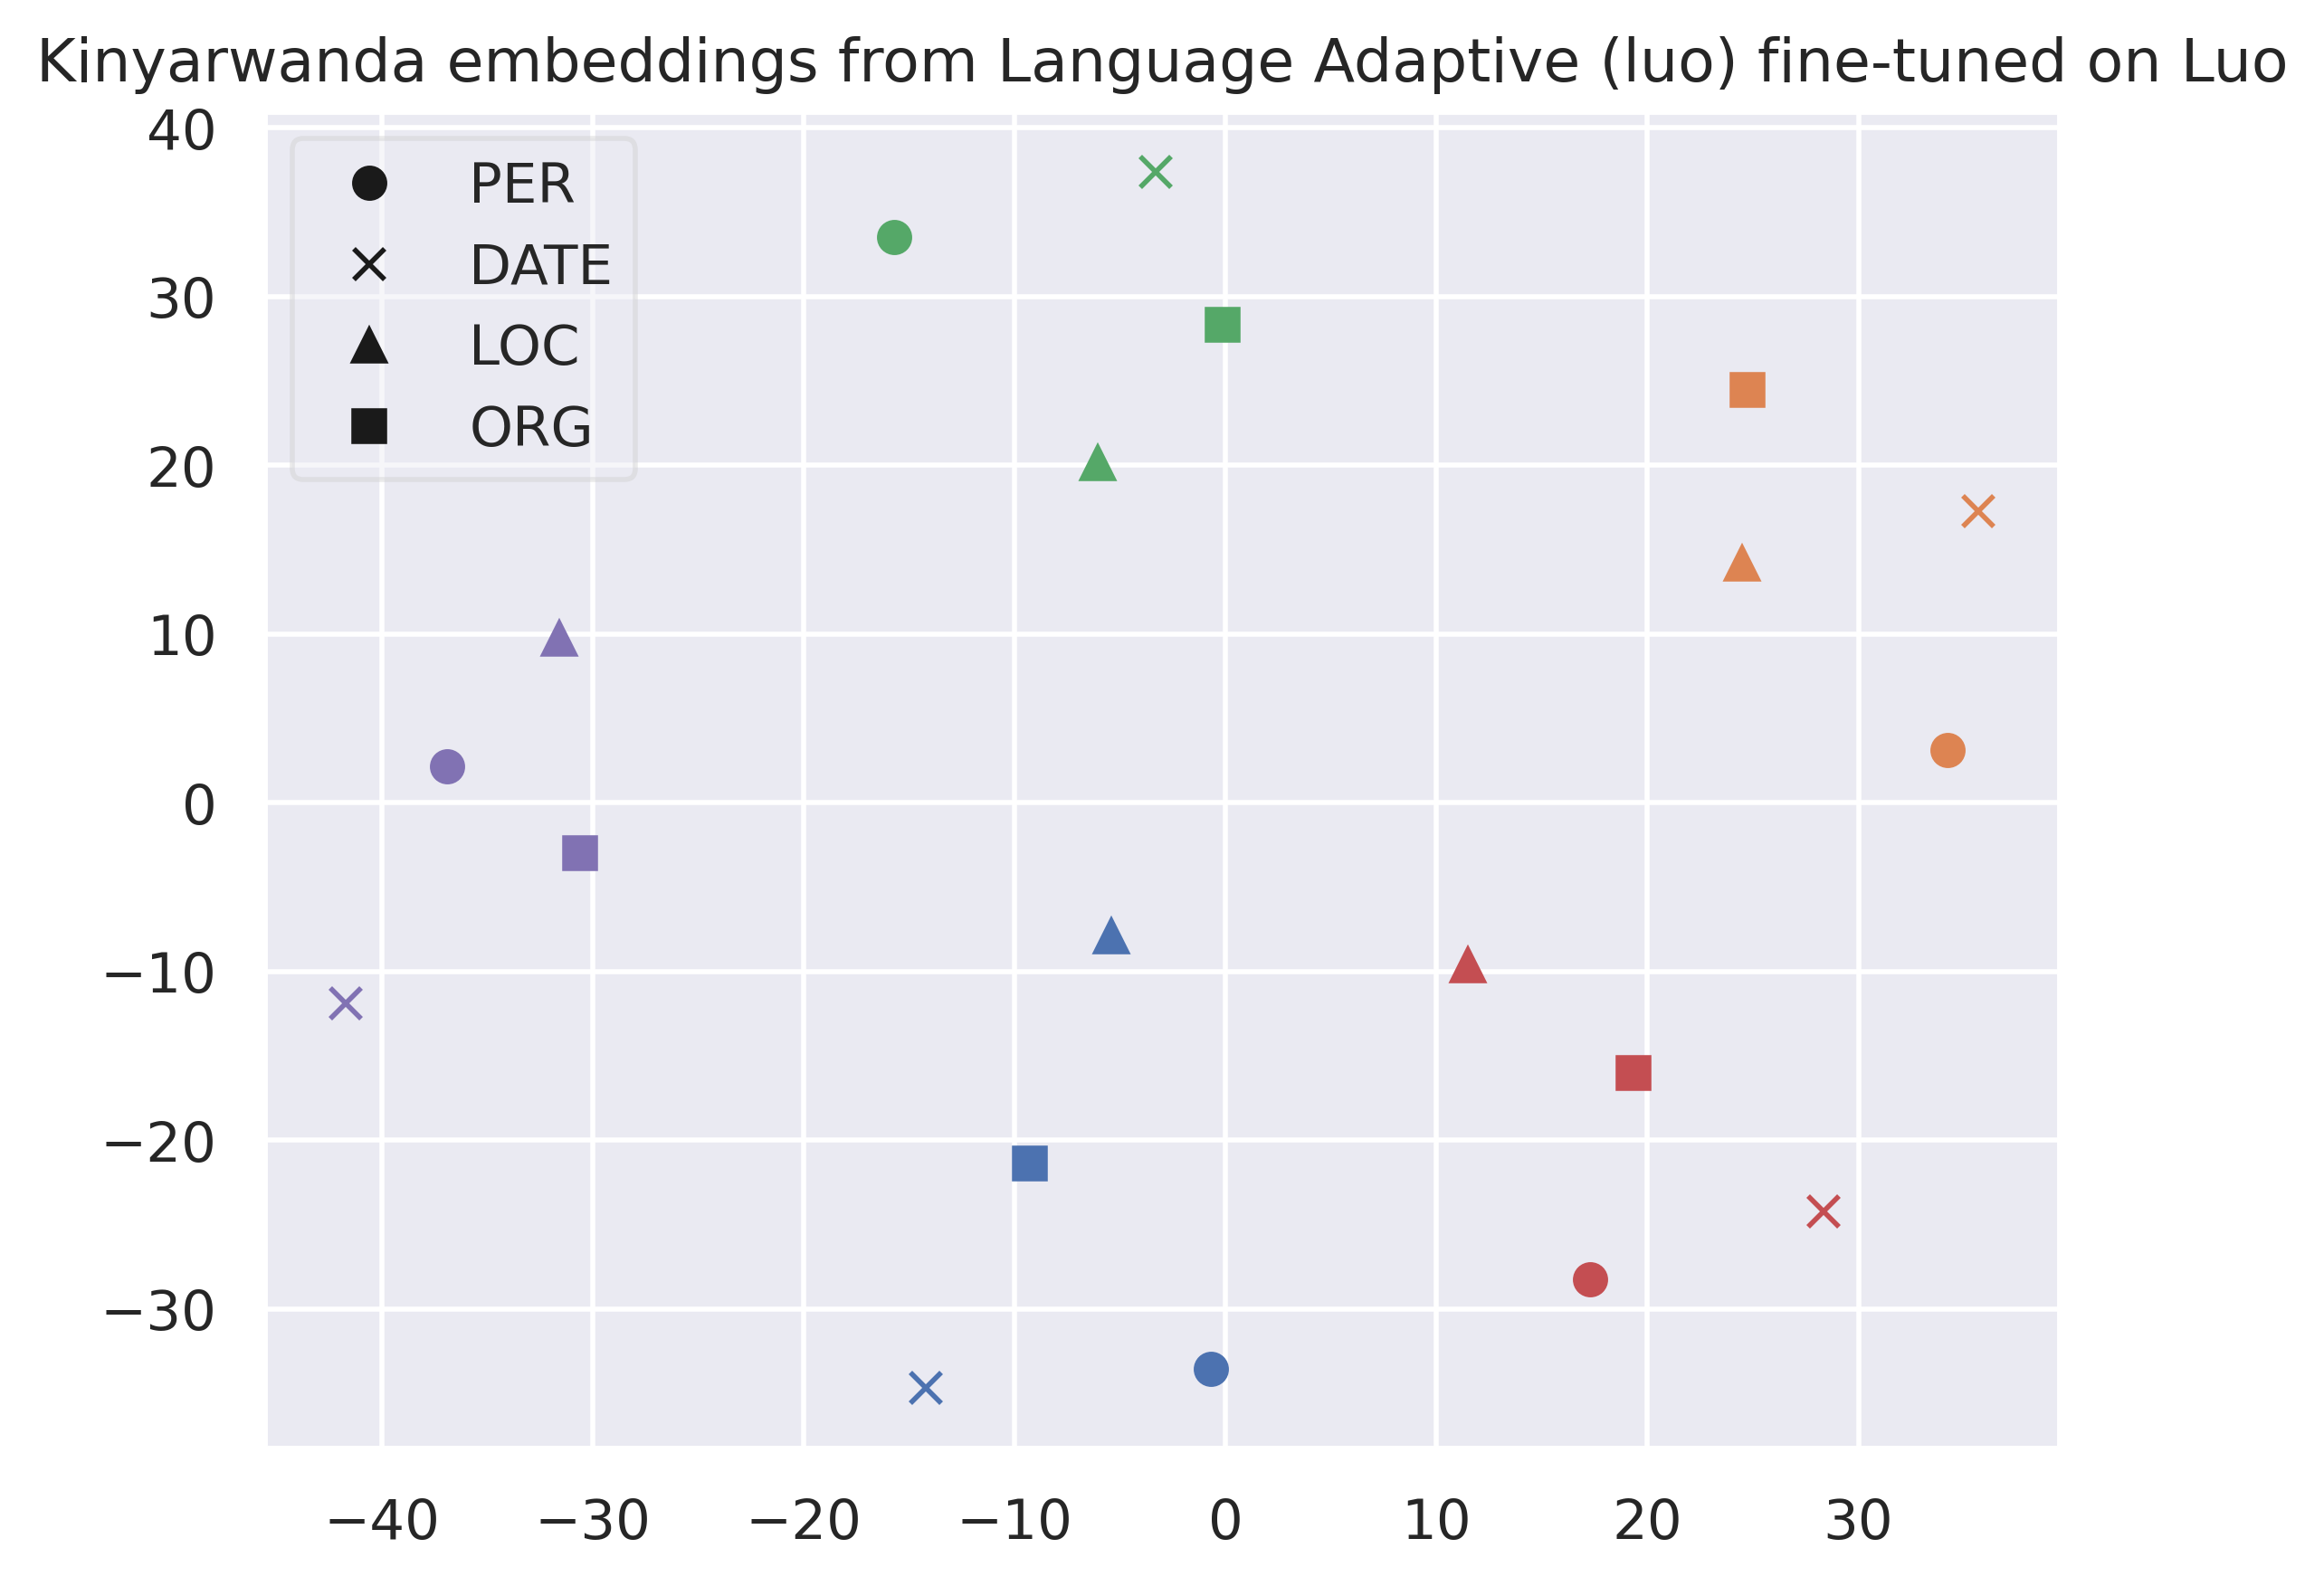 Kinyarwanda embeddings from Language Adaptive (luo) fine-tuned on Luo
PER
DATE
LOC
ORG
40
30
20
10
0
−10
−20
−30
−40 −30 −20 −10 0 10 20 30